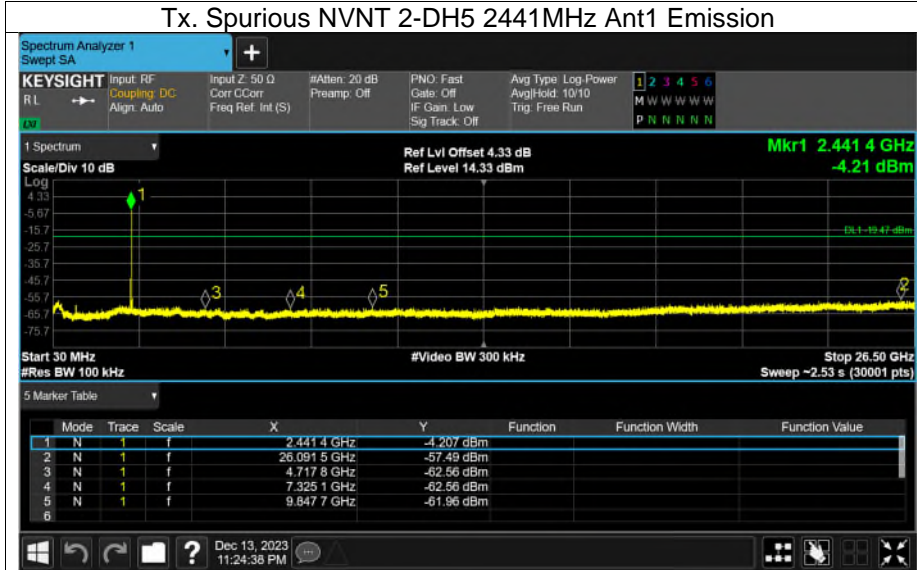 Tx. Spurious NVNT 2-DH5 2441MHz Ant1 Emission
Spectrum Analyzer 1
Swept SA
KEYSIGHT Input: RF Input Z: 50 Ω #Atten: 20 dB PNO: Fast Avg Type: Log-Power 1 2 3 4 5 6
RL Coupling: DC Corr CCorr Preamp: Off Gate: Off Avg|Hold: 10/10 M W W W W W
Align: Auto Freq Ref: Int (S) IF Gain: Low Trig: Free Run
LXI Sig Track: Off P N N N N N
1 Spectrum Ref Lvl Offset 4.33 dB Mkr1 2.441 4 GHz
Scale/Div 10 dB Ref Level 14.33 dBm -4.21 dBm
Log
4.33 1
-5.67
-15.7 DL1 -19.47 dBm
-25.7
-35.7
-45.7
-55.7 3 4 5 2
-65.7
-75.7
Start 30 MHz #Video BW 300 kHz Stop 26.50 GHz
#Res BW 100 kHz Sweep ~2.53 s (30001 pts)
5 Marker Table
Mode Trace Scale X Y Function Function Width Function Value
1 N 1 f 2.441 4 GHz -4.207 dBm
2 N 1 f 26.091 5 GHz -57.49 dBm
3 N 1 f 4.717 8 GHz -62.56 dBm
4 N 1 f 7.325 1 GHz -62.56 dBm
5 N 1 f 9.847 7 GHz -61.96 dBm
6
? Dec 13, 2023
11:24:38 PM